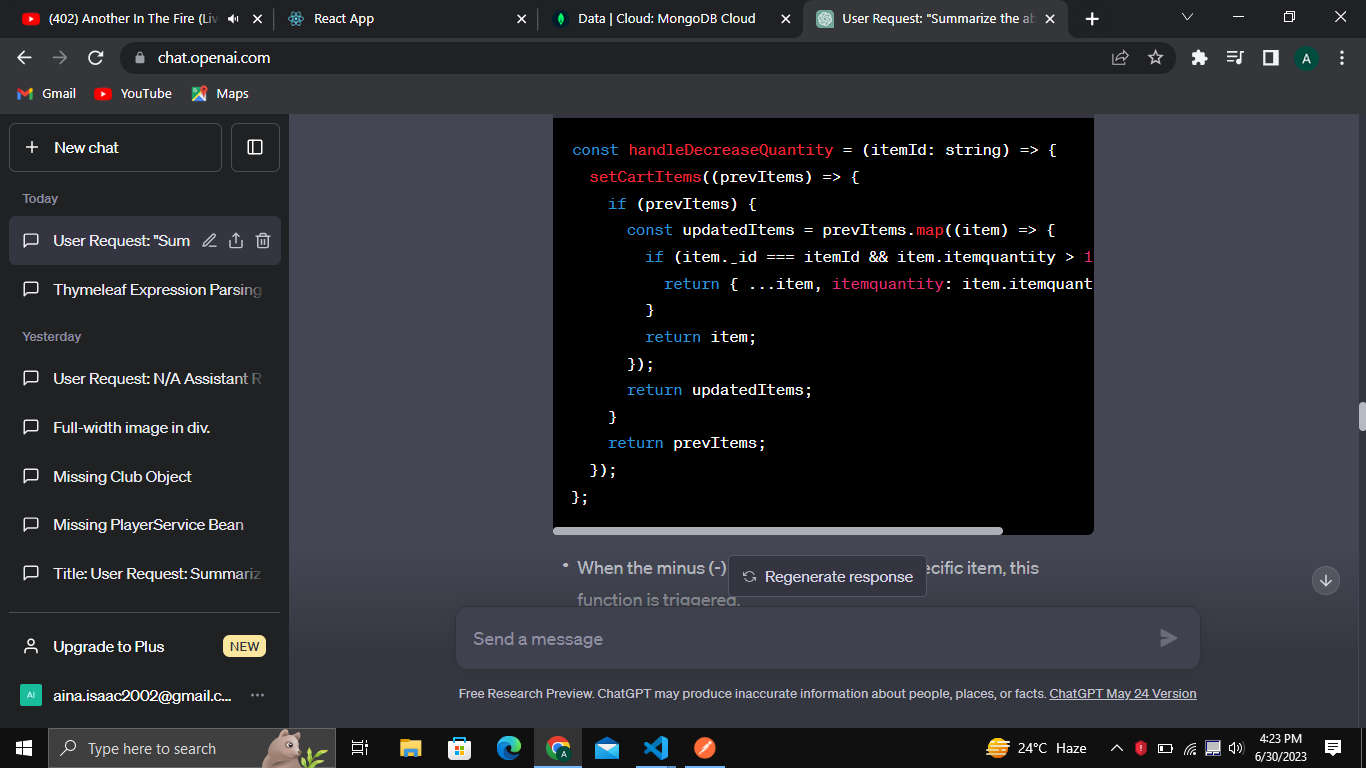 (402) Another In The Fire (Liv
React App
Data | Cloud: MongoDB Cloud
User Request: "Summarize the ab
chat.openai.com
A
Gmail
YouTube
Maps
New chat
Today
User Request: "Sum
Thymeleaf Expression Parsing
Yesterday
User Request: N/A Assistant R
Full-width image in div.
Missing Club Object
Missing PlayerService Bean
Title: User Request: Summariz
Upgrade to Plus
NEW
AI
aina.isaac2002@gmail.c...
const handleDecreaseQuantity = (itemId: string) => {
setCartItems((prevItems) => {
if (prevItems) {
const updatedItems = prevItems.map((item) => {
if (item._id === itemId && item.itemquantity > 1
return { ...item, itemquantity: item.itemquant
}
return item;
});
return updatedItems;
}
return prevItems;
});
};
When the minus (-)
ecific item, this
function is triggered.
Regenerate response
Send a message
Free Research Preview. ChatGPT may produce inaccurate information about people, places, or facts. ChatGPT May 24 Version
Type here to search
A
24°C Haze
4:23 PM
6/30/2023